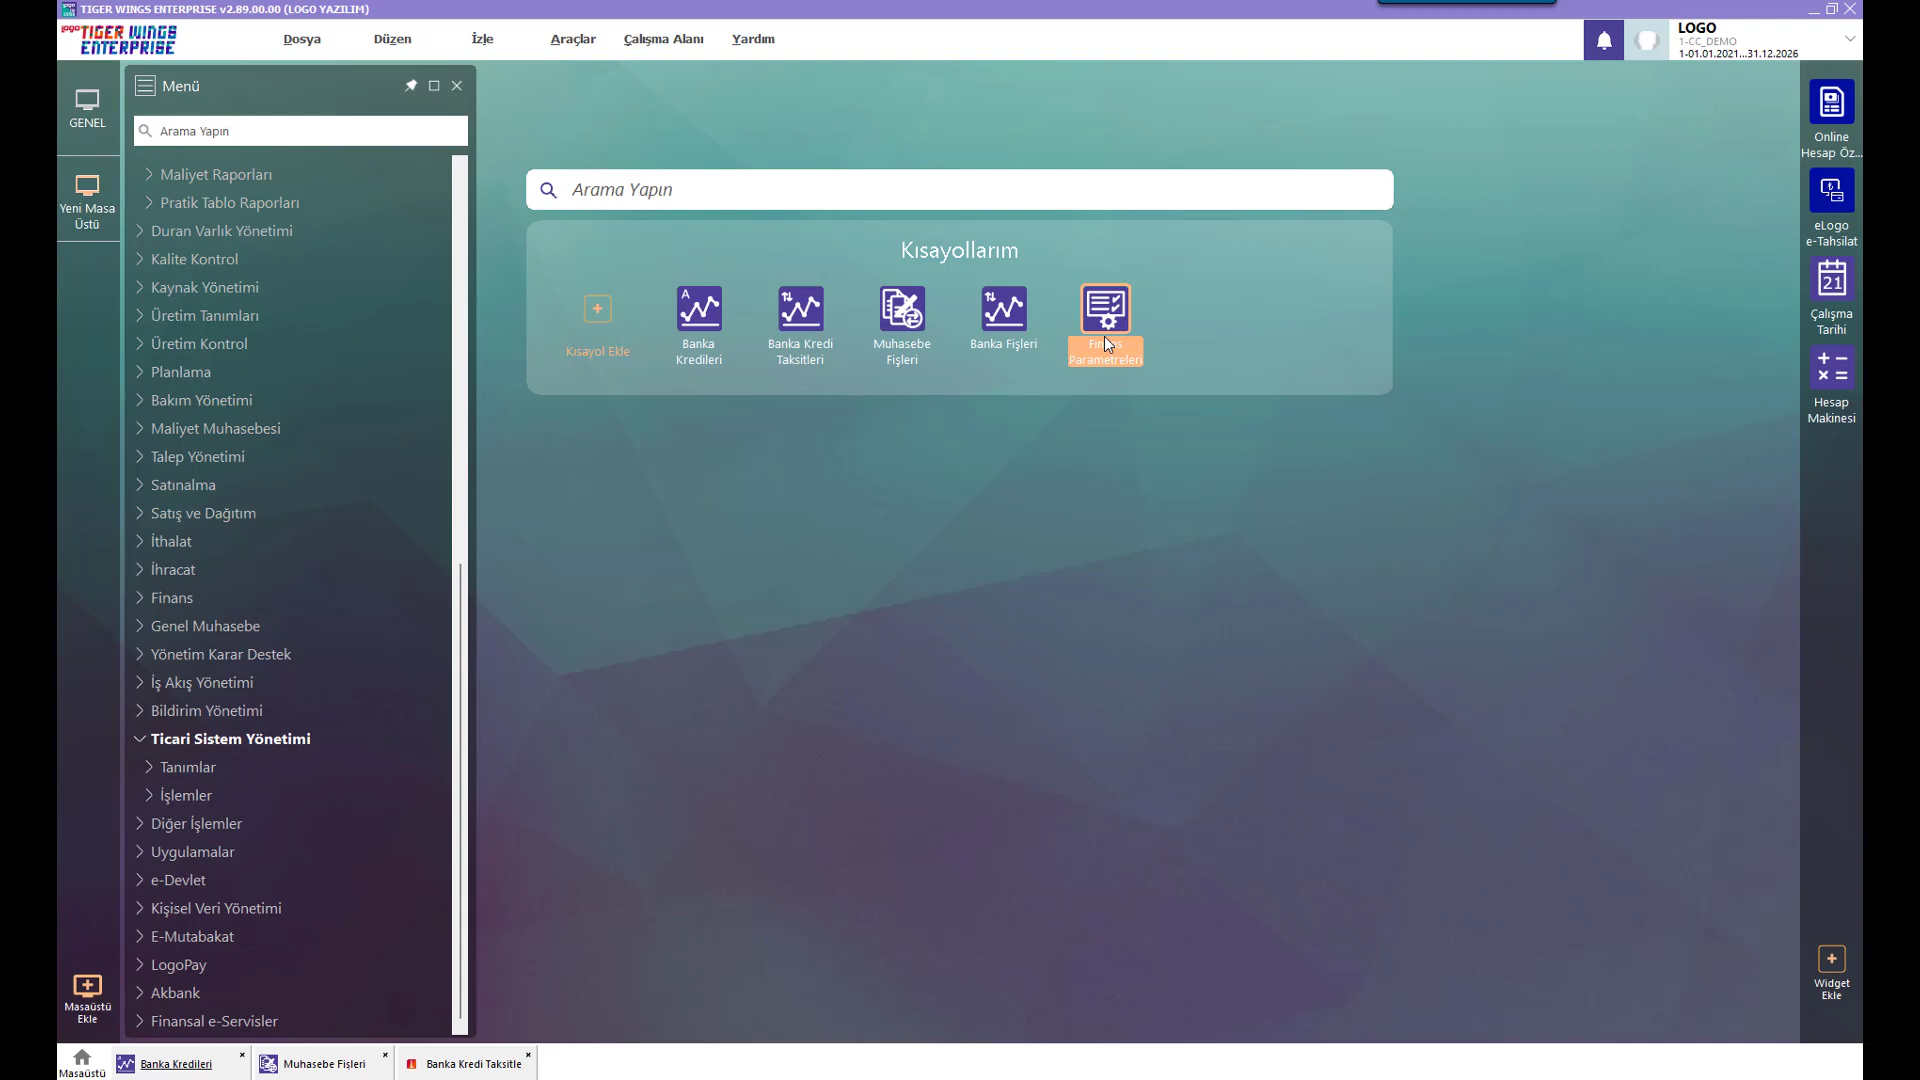 TIGER WINGS ENTERPRISE v2.89.00.00 (LOGO YAZILIM)
LOGO TIGER WINGS
ENTERPRISE
Dosya
Düzen
İzle
Araçlar
Çalışma Alanı
Yardım
LOGO
1-CC_DEMO
1-01.01.2021...31.12.2026
GENEL
Yeni Masa
Üstü
Masaüstü
Ekle
Menü
Arama Yapın
Maliyet Raporları
Pratik Tablo Raporları
Duran Varlık Yönetimi
Kalite Kontrol
Kaynak Yönetimi
Üretim Tanımları
Üretim Kontrol
Planlama
Bakım Yönetimi
Maliyet Muhasebesi
Talep Yönetimi
Satınalma
Satış ve Dağıtım
İthalat
İhracat
Finans
Genel Muhasebe
Yönetim Karar Destek
İş Akış Yönetimi
Bildirim Yönetimi
Ticari Sistem Yönetimi
Tanımlar
İşlemler
Diğer İşlemler
Uygulamalar
e-Devlet
Kişisel Veri Yönetimi
E-Mutabakat
LogoPay
Akbank
Finansal e-Servisler
Arama Yapın
Kısayollarım
Kısayol Ekle
A
Banka
Kredileri
Banka Kredi
Taksitleri
Muhasebe
Fişleri
Banka Fişleri
Parametreleri
Online
Hesap Öz...
eLogo
e-Tahsilat
21
Çalışma
Tarihi
Hesap
Makinesi
Widget
Ekle
Masaüstü
Banka Kredileri
Muhasebe Fişleri
Banka Kredi Taksitle